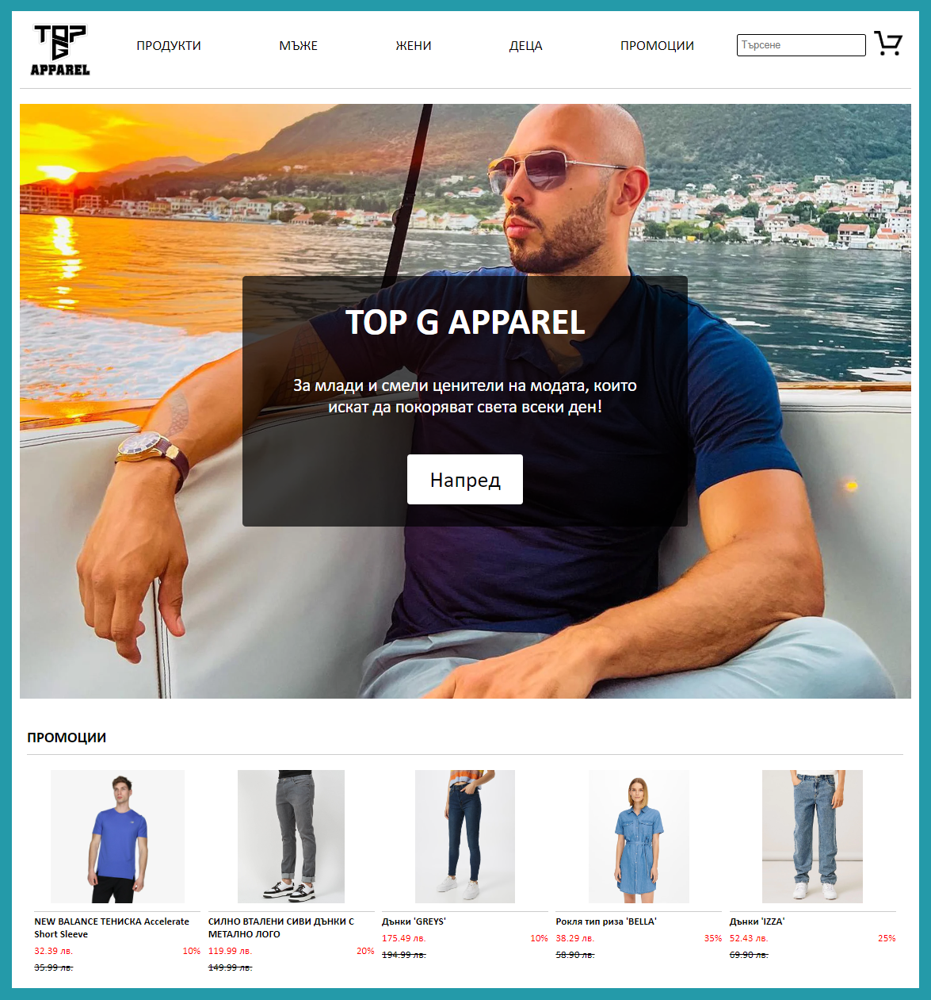 TOP
G
APPAREL
ПРОДУКТИ
МЪЖЕ
ЖЕНИ
ДЕЦА
ПРОМОЦИИ
Търсене
TOP G APPAREL
За млади и смели ценители на модата, които
искат да покоряват света всеки ден!
Напред
ПРОМОЦИИ
NEW BALANCE ТЕНИСКА Accelerate
Short Sleeve
32.39 лв. 10%
35.99 лв.
СИЛНО ВТАЛЕНИ СИВИ ДЪНКИ С
МЕТАЛНО ЛОГО
119.99 лв. 20%
149.99 лв.
Дънки 'GREYS'
175.49 лв. 10%
194.99 лв.
Рокля тип риза 'BELLA'
38.29 лв. 35%
58.90 лв.
Дънки 'IZZA'
52.43 лв. 25%
69.90 лв.